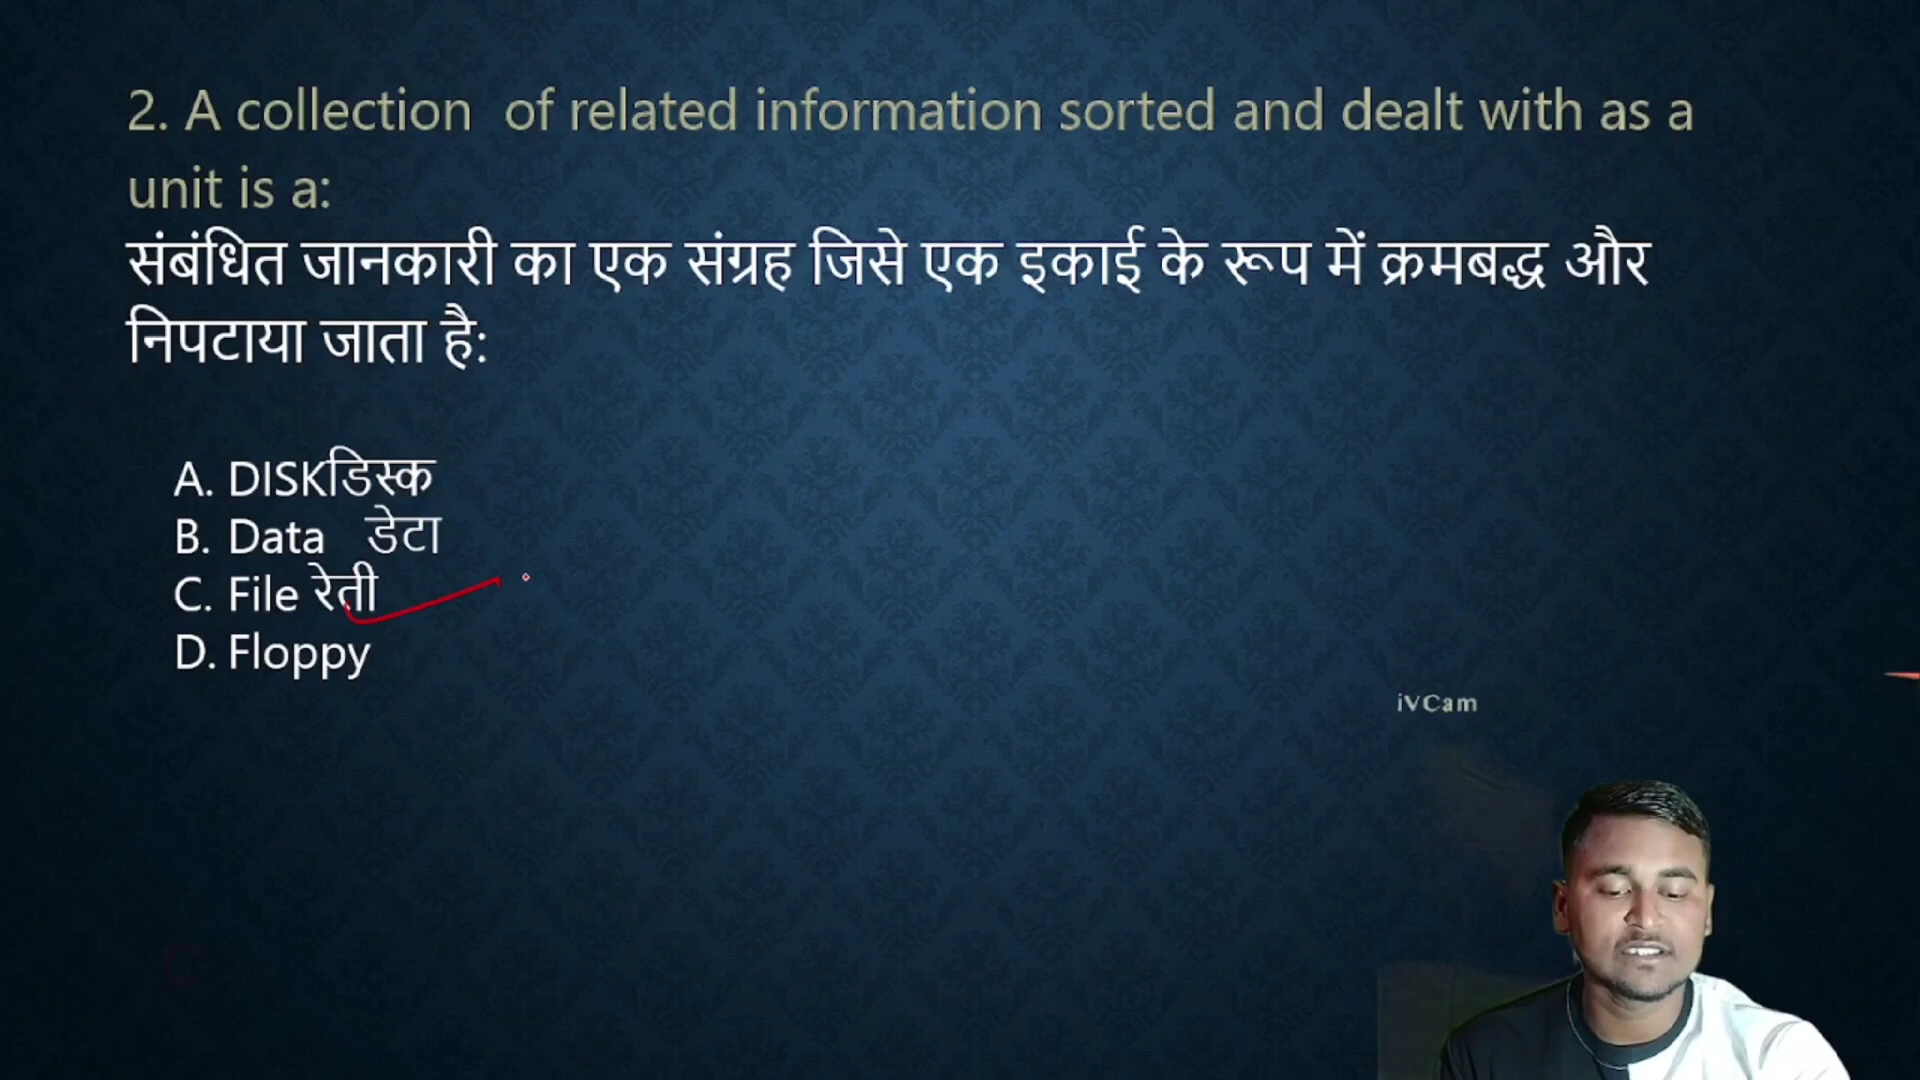 2. A collection of related information sorted and dealt with as a
unit is a:
संबंधित जानकारी का एक संग्रह जिसे एक इकाई के रूप में क्रमबद्ध और
निपटाया जाता है:
A. DISKडिस्क
B. Data डेटा
C. File रेती
D. Floppy
iVCam